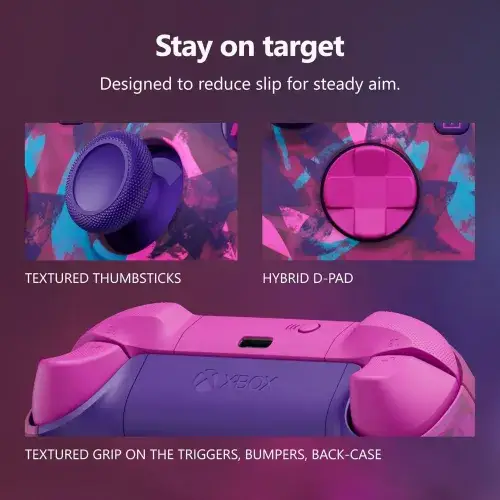 Stay on target
Designed to reduce slip for steady aim.
TEXTURED THUMBSTICKS
HYBRID D-PAD
XBOX
TEXTURED GRIP ON THE TRIGGERS, BUMPERS, BACK-CASE